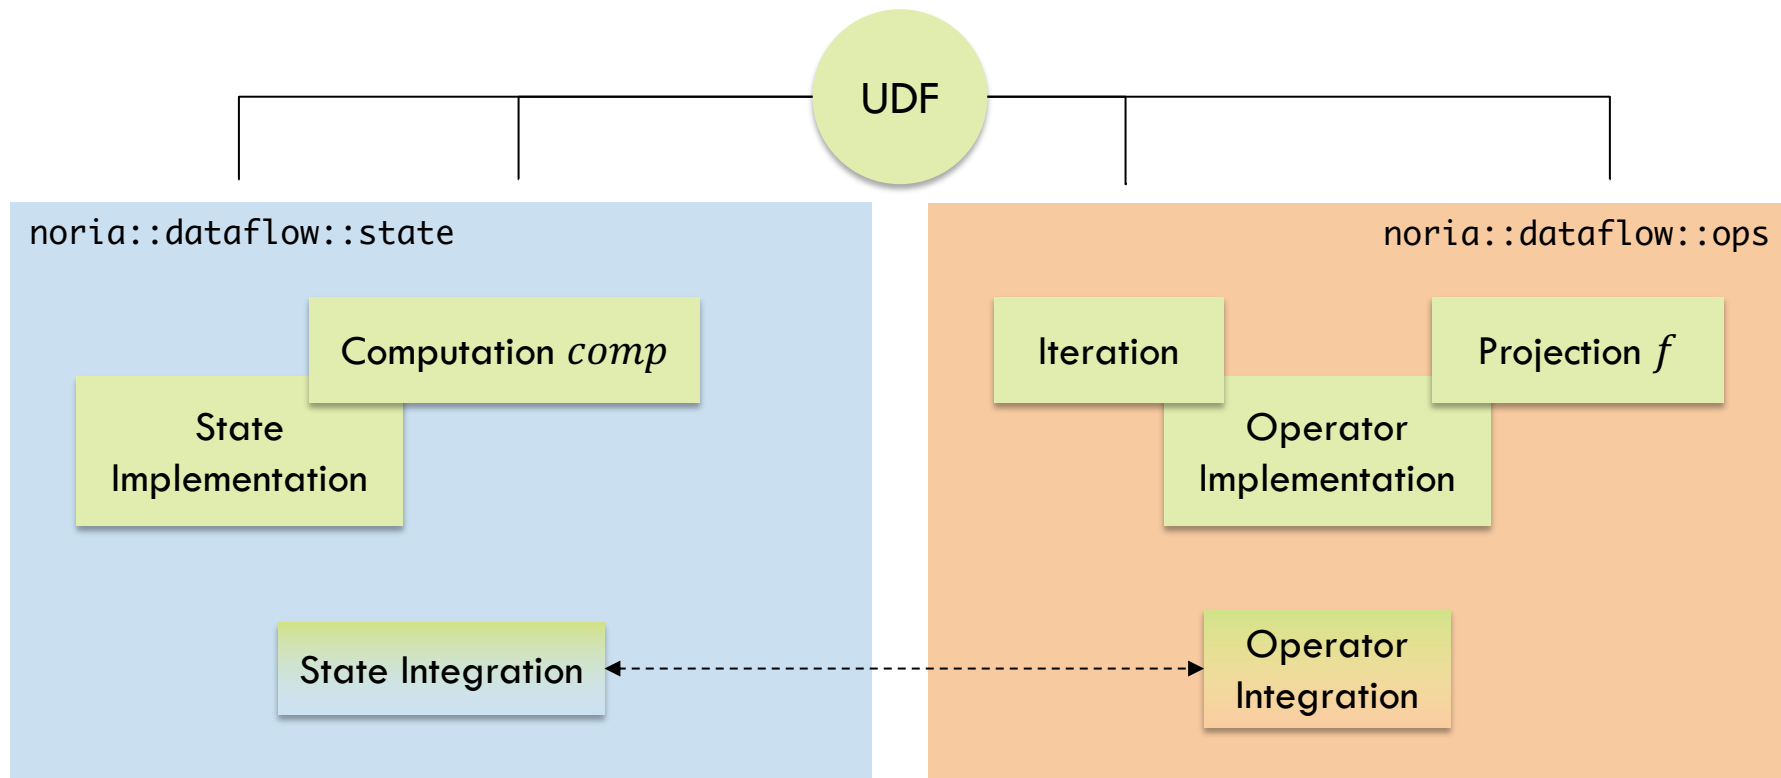 UDF
noria::dataflow::state
noria::dataflow::ops
Computation comp
State
Implementation
Iteration
Projection f
Operator
Implementation
State Integration
Operator
Integration